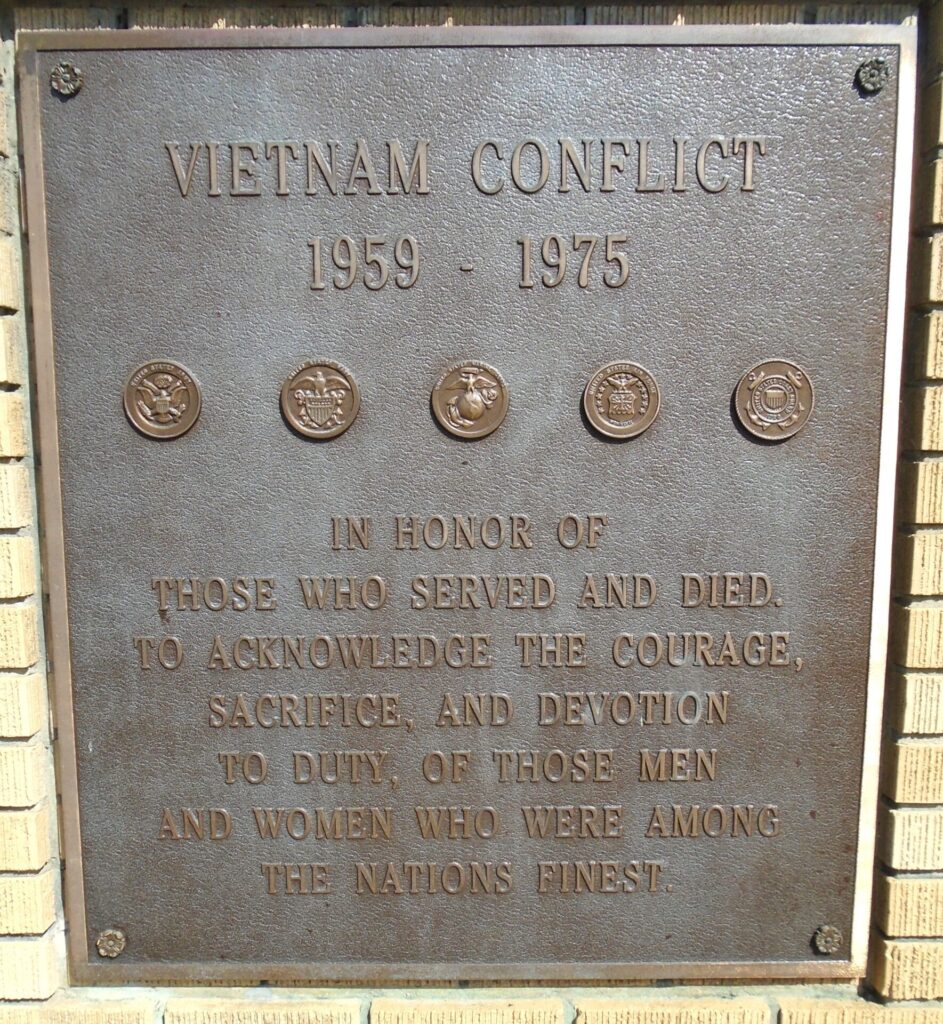 VIETNAM CONFLICT
1959 - 1975
IN HONOR OF
THOSE WHO SERVED AND DIED.
TO ACKNOWLEDGE THE COURAGE,
SACRIFICE, AND DEVOTION
TO DUTY, OF THOSE MEN
AND WOMEN WHO WERE AMONG
THE NATIONS FINEST.